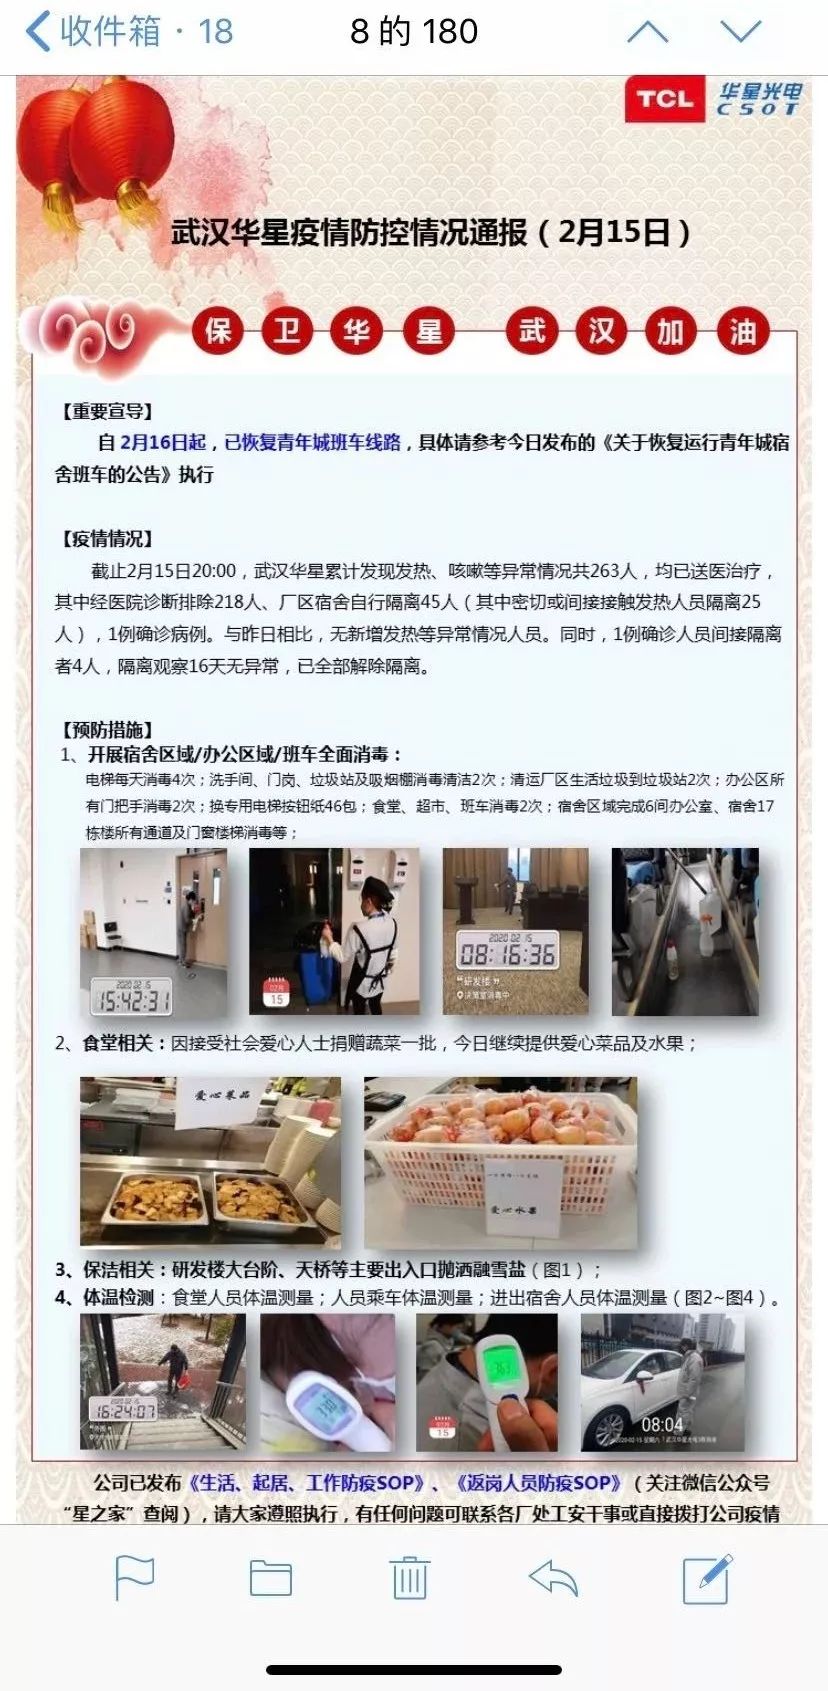 收件箱 · 18
8 的 180
TCL 华星光电
CSOT
武汉华星疫情防控情况通报（2月15日）
保卫华星 武汉加油
【重要宣导】
自 2月16日起，已恢复青年城班车线路，具体请参考今日发布的《关于恢复运行青年城宿
舍班车的公告》执行
【疫情情况】
截止2月15日20:00，武汉华星累计发现发热、咳嗽等异常情况共263人，均已送医治疗，
其中经医院诊断排除218人、厂区宿舍自行隔离45人（其中密切或间接接触发热人员隔离25
人），1例确诊病例。与昨日相比，无新增发热等异常情况人员。同时，1例确诊人员间接隔离
者4人，隔离观察16天无异常，已全部解除隔离。
【预防措施】
1、开展宿舍区域/办公区域/班车全面消毒：
电梯每天消毒4次；洗手间、门岗、垃圾站及吸烟棚消毒清洁2次；清运厂区生活垃圾到垃圾站2次；办公区所
有门把手消毒2次；换专用电梯按钮纸46包；食堂、超市、班车消毒2次；宿舍区域完成6间办公室、宿舍17
栋楼所有通道及门窗楼梯消毒等；
2020 02 15
15:42:31
02月
15
2020 02 15
08:16:36
研发楼
决策室消毒中
2、食堂相关：因接受社会爱心人士捐赠蔬菜一批，今日继续提供爱心菜品及水果；
爱心菜品
爱心水果
3、保洁相关：研发楼大台阶、天桥等主要出入口抛洒融雪盐（图1）；
4、体温检测：食堂人员体温测量；人员乘车体温测量；进出宿舍人员体温测量（图2~图4）。
2020 02 15
16:24:07
15
08:04
公司已发布《生活、起居、工作防疫SOP》、《返岗人员防疫SOP》（关注微信公众号
“星之家”查阅），请大家遵照执行，有任何问题可联系各厂处工安干事或直接拨打公司疫情